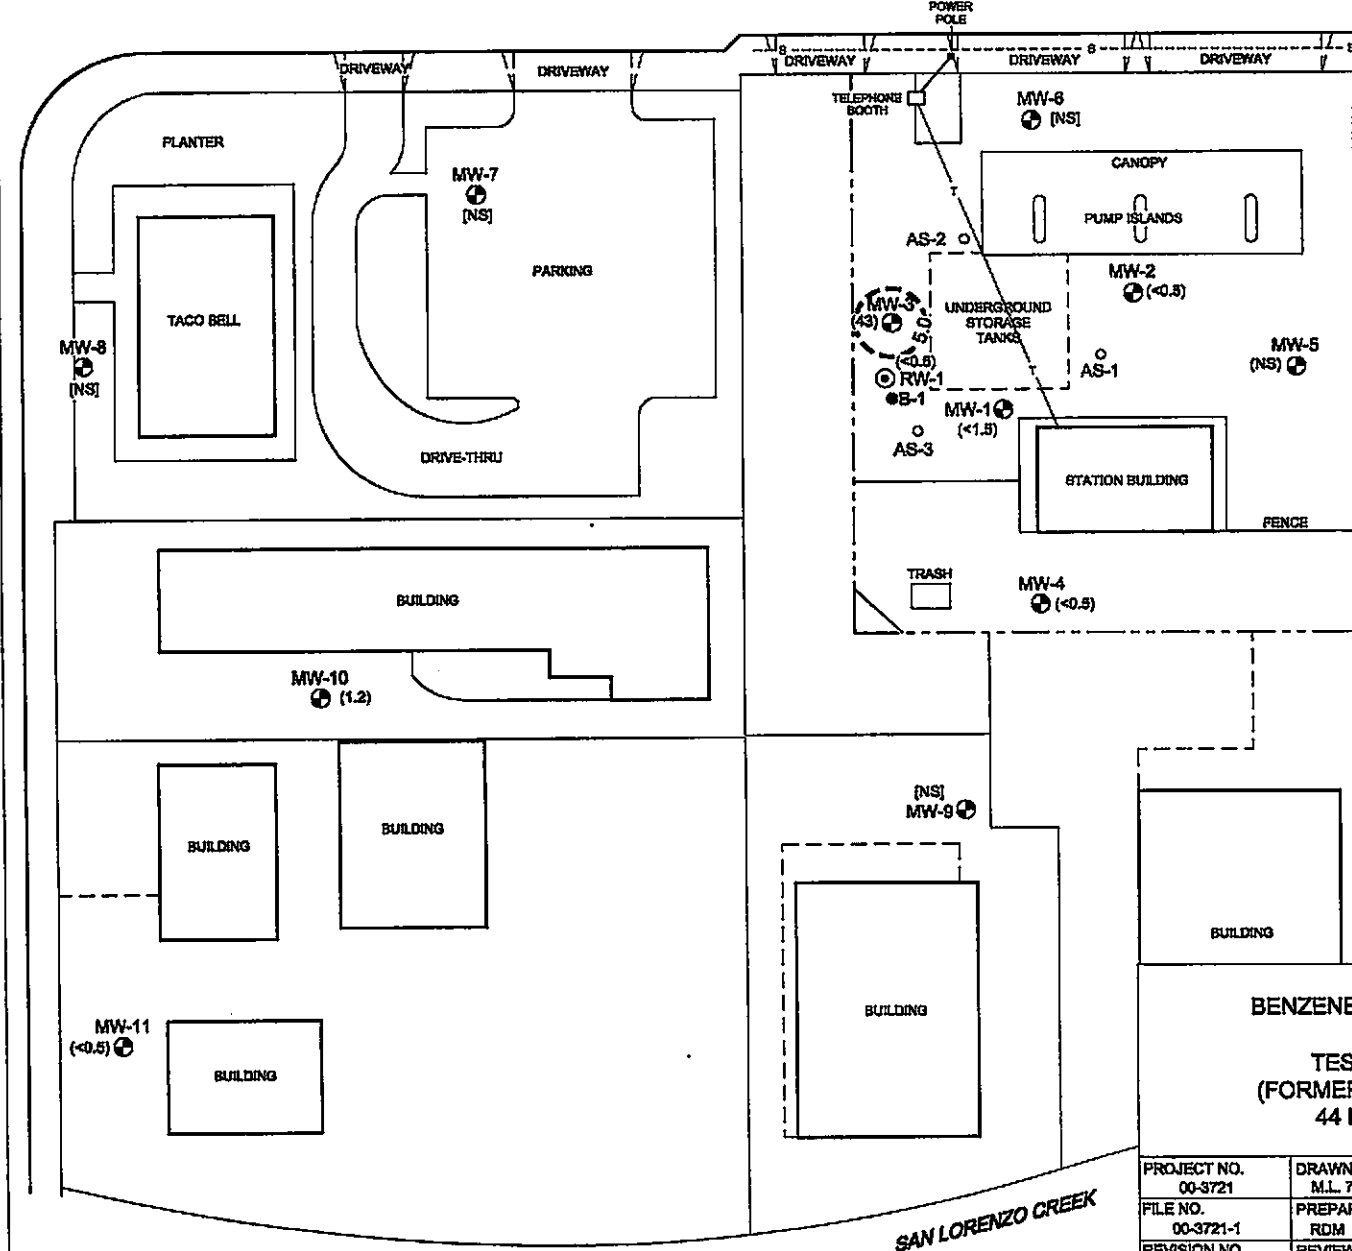 POWER
POLE
S
S
S
DRIVEWAY
DRIVEWAY
DRIVEWAY
DRIVEWAY
DRIVEWAY
TELEPHONE
BOOTH
MW-6
[NS]
PLANTER
CANOPY
MW-7
[NS]
T
PUMP ISLANDS
AS-2
PARKING
MW-2
(<0.5)
TACO BELL
MW-3
(43)
5.0
UNDERGROUND
STORAGE
TANKS
MW-8
[NS]
MW-5
(NS)
(<0.5)
RW-1
B-1
T
AS-1
MW-1
(<1.5)
AS-3
DRIVE-THRU
STATION BUILDING
FENCE
TRASH
MW-4
(<0.5)
BUILDING
MW-10
(1.2)
[NS]
MW-9
BUILDING
BUILDING
BUILDING
BUILDING
MW-11
(<0.5)
BUILDING
BENZENE
TES
(FORMER
44
SAN LORENZO CREEK
PROJECT NO.
00-3721
DRAWN
M.L. 7
FILE NO.
00-3721-1
PREPAR
RDM
REVISION NO.
REVIEW